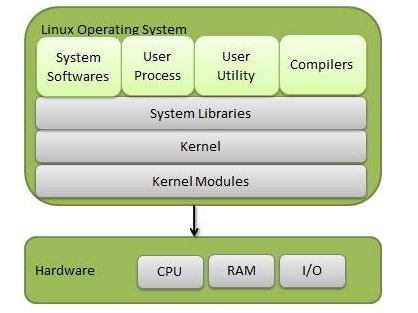 Linux Operating System
System
Softwares
User
Process
User
Utility
Compilers
System Libraries
Kernel
Kernel Modules
Hardware
CPU
RAM
I/O